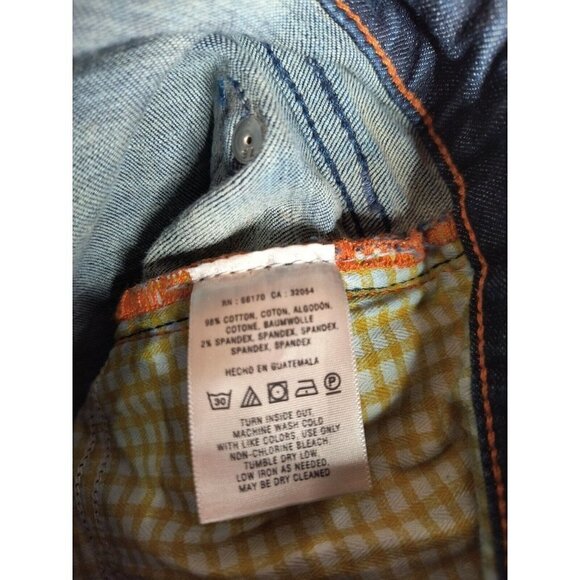 RN : 66170 CA : 32054
98% COTTON, COTON, ALGODÓN,
COTONE, BAUMWOLLE
2% SPANDEX, SPANDEX, SPANDEX,
SPANDEX, SPANDEX
HECHO EN GUATEMALA
30 P
TURN INSIDE OUT,
MACHINE WASH COLD
WITH LIKE COLORS, USE ONLY
NON-CHLORINE BLEACH,
TUMBLE DRY LOW,
LOW IRON AS NEEDED,
MAY BE DRY CLEANED